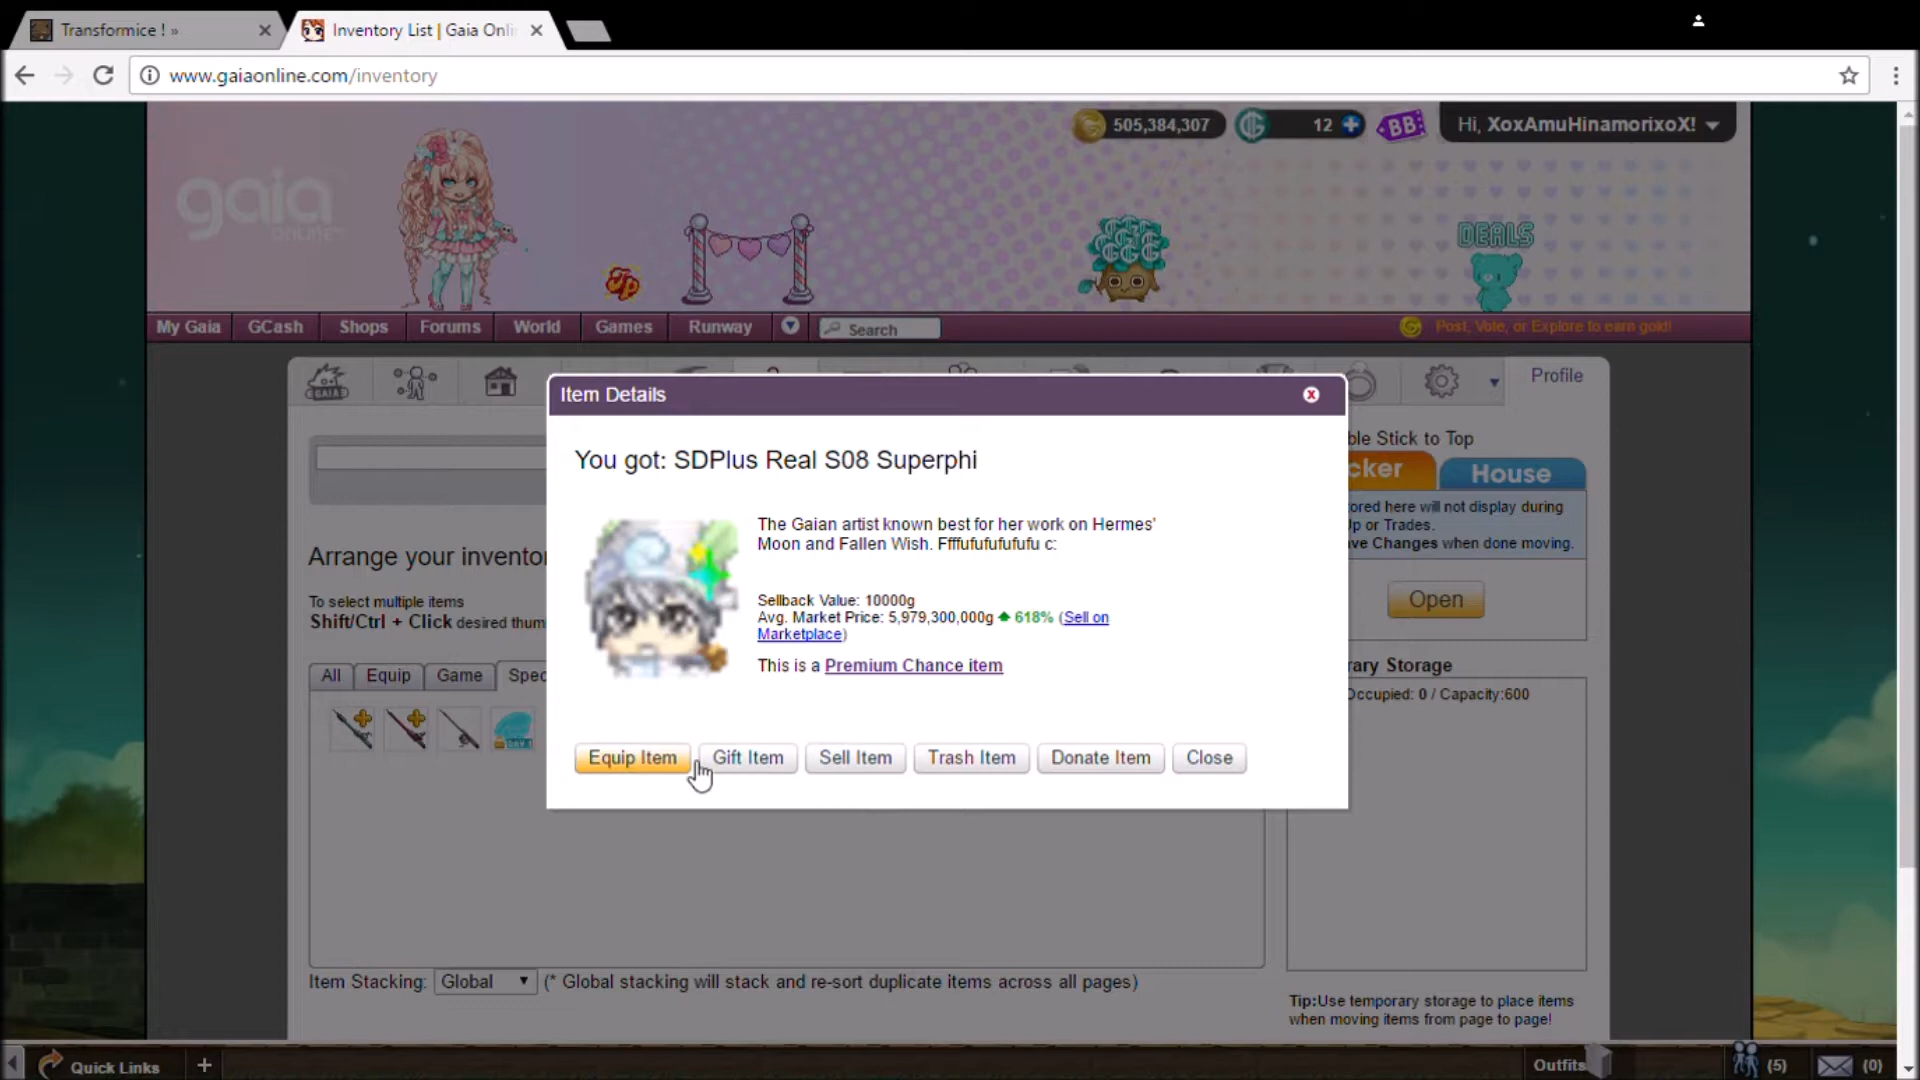 Transformice ! »
Inventory List | Gaia Onli
www.gaiaonline.com/inventory
505,384,307
12
BB
Hi, XoxAmuHinamorixoX!
gaia
ONLINE
DEALS
My Gaia
GCash
Shops
Forums
World
Games
Runway
Search
Post, Vote, or Explore to earn gold!
GAIA
Profile
Item Details
You got: SDPlus Real S08 Superphi
The Gaian artist known best for her work on Hermes'
Moon and Fallen Wish. Ffffufufufufufu c:
Sellback Value: 10000g
Avg. Market Price: 5,979,300,000g 618% (Sell on
Marketplace)
This is a Premium Chance item
Equip Item
Gift Item
Sell Item
Trash Item
Donate Item
Close
ble Stick to Top
cker
House
ored here will not display during
Up or Trades.
ave Changes when done moving.
Open
Arrange your invento
To select multiple items
Shift/Ctrl + Click desired thum
All
Equip
Game
Spec
rary Storage
Occupied: 0 / Capacity:600
Item Stacking: Global (* Global stacking will stack and re-sort duplicate items across all pages)
Tip:Use temporary storage to place items
when moving items from page to page!
Quick Links
+
Outfits
(5)
(0)